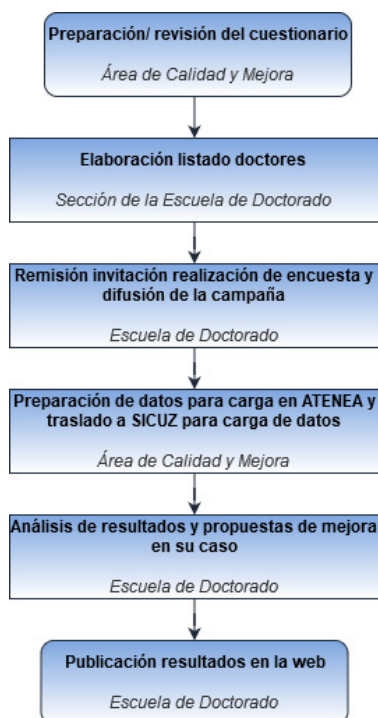 Preparación/ revisión del cuestionario
Área de Calidad y Mejora
Elaboración listado doctores
Sección de la Escuela de Doctorado
Remisión invitación realización de encuesta y
difusión de la campaña
Escuela de Doctorado
Preparación de datos para carga en ATENEA y
traslado a SICUZ para carga de datos
Área de Calidad y Mejora
Análisis de resultados y propuestas de mejora
en su caso
Escuela de Doctorado
Publicación resultados en la web
Escuela de Doctorado